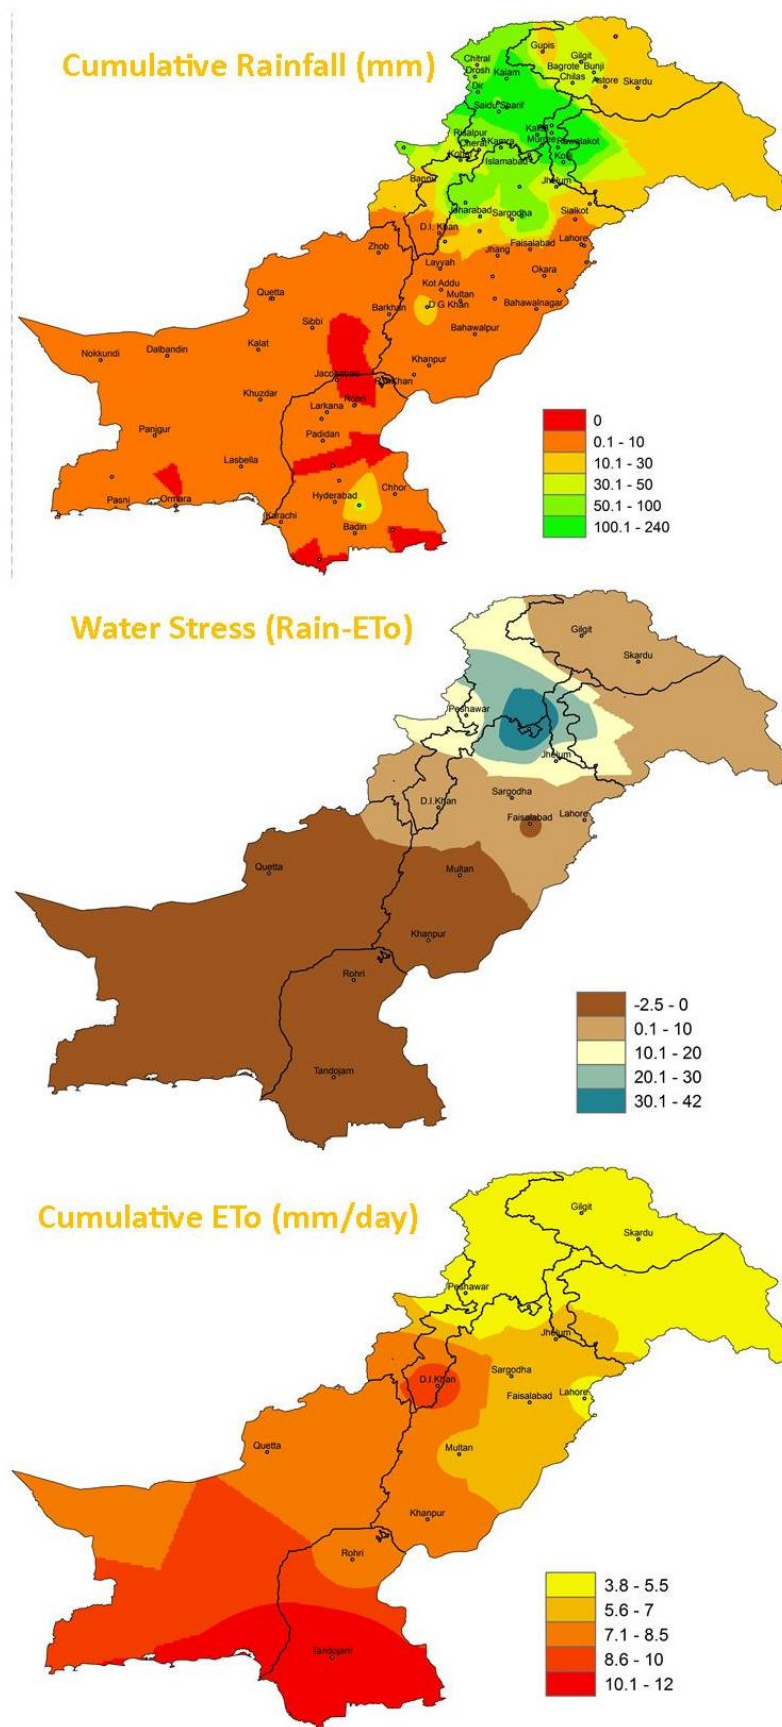 Cumulative Rainfall (mm)
Gupis
Gilgit
Chitral
Bagrote Bunji
Drosh
Kalam
Chilas
Astore
Skardu
Dir
Saidu Sharif
Risalpur
Kakul
Cherat
Kamra
Murree
Rawalakot
Kohat
Islamabad
Kotli
Bannu
Jhelum
Joharabad
Sargodha
Sialkot
D.I. Khan
Zhob
Faisalabad
Lahore
Jhang
Layyah
Okara
Quetta
Kot Addu
Multan
Barkhan
D G Khan
Bahawalnagar
Sibbi
Bahawalpur
Nokkundi
Dalbandin
Kalat
Khanpur
Jacobabad
Khuzdar
Rohri
Larkana
Panjgur
Padidan
Lasbella
Chhor
Pasni
Ormara
Hyderabad
Karachi
Badin
0
0.1 - 10
10.1 - 30
30.1 - 50
50.1 - 100
100.1 - 240
Water Stress (Rain-ETo)
Gilgit
Skardu
Peshawar
Jhelum
Sargodha
D.I.Khan
Faisalabad
Lahore
Quetta
Multan
Khanpur
Rohri
Tandojam
-2.5 - 0
0.1 - 10
10.1 - 20
20.1 - 30
30.1 - 42
Cumulative ETo (mm/day)
Gilgit
Skardu
Peshawar
Jhelum
Sargodha
D.I.Khan
Faisalabad
Lahore
Quetta
Multan
Khanpur
Rohri
Tandojam
3.8 - 5.5
5.6 - 7
7.1 - 8.5
8.6 - 10
10.1 - 12